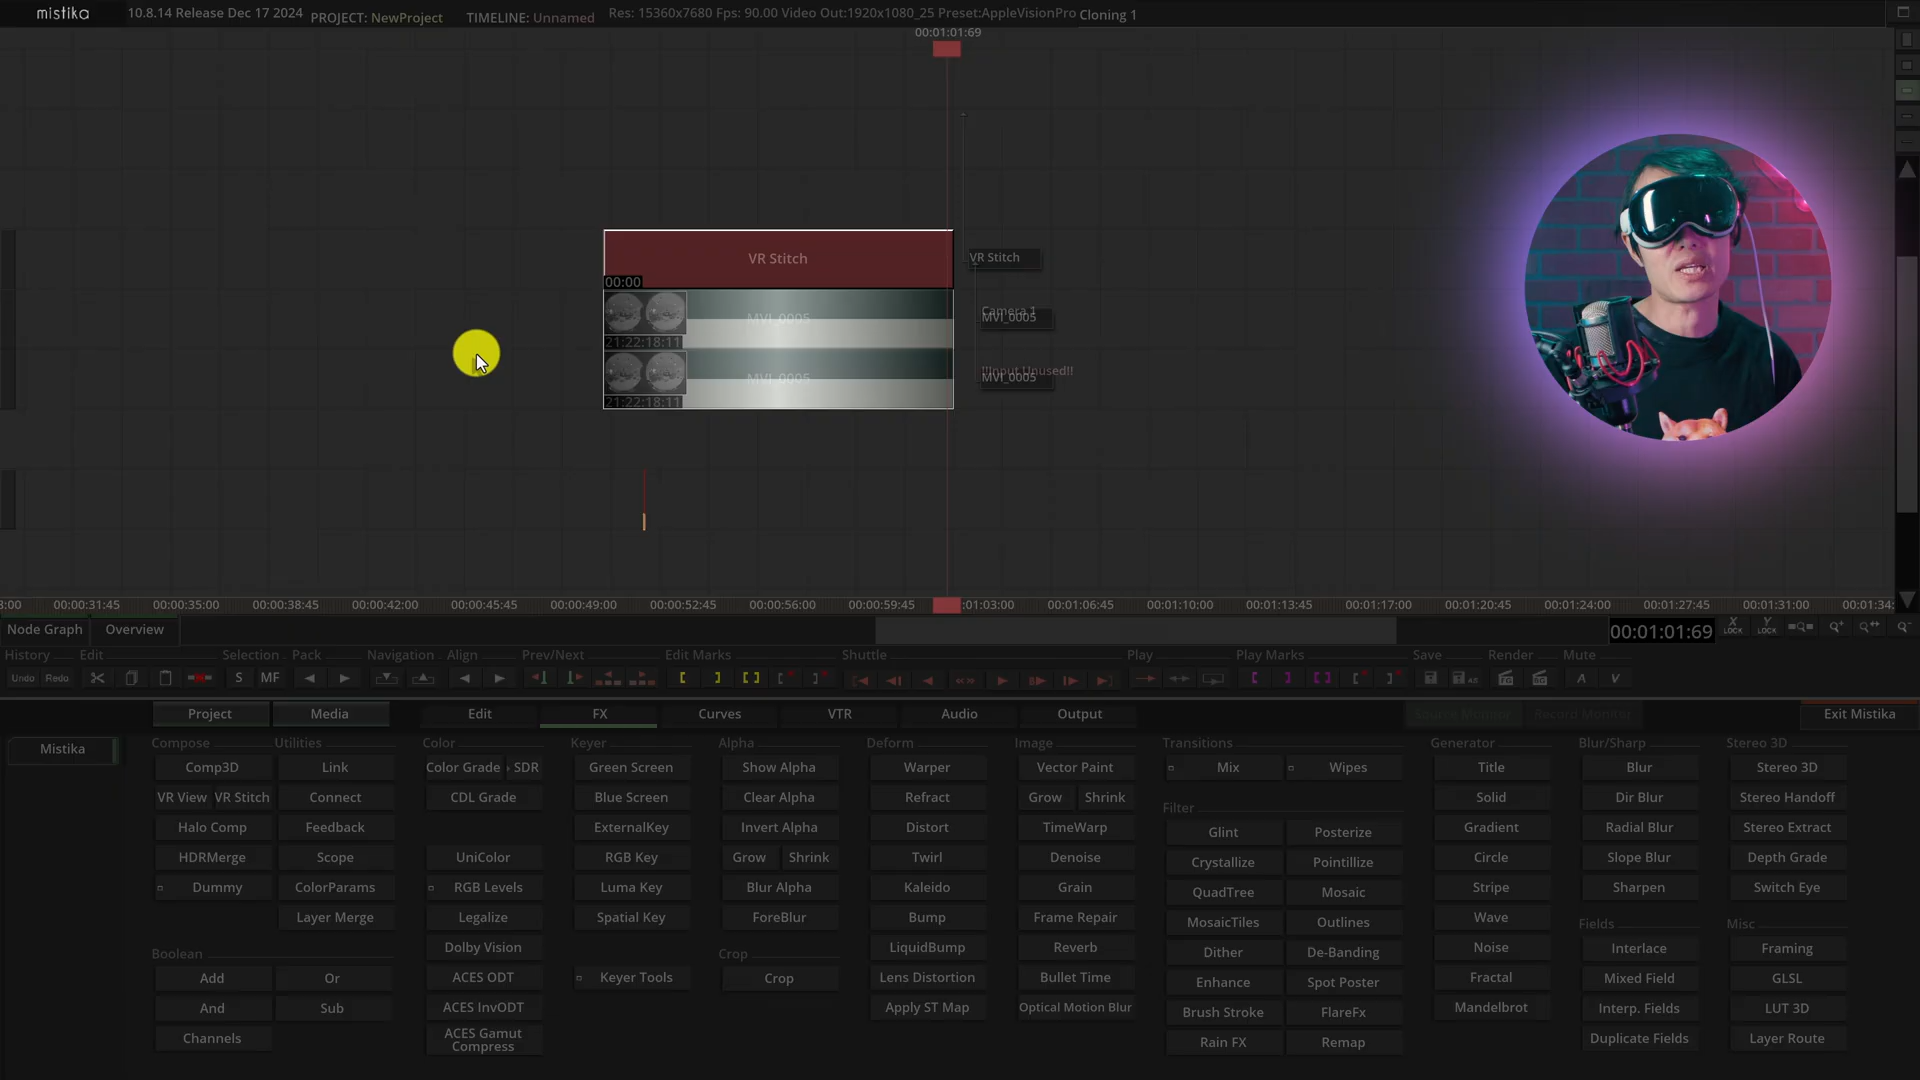 mistika 10.8.14 Release Dec 17 2024 PROJECT: NewProject TIMELINE: Unnamed Res: 15360x7680 Fps: 90.00 Video Out:1920x1080_25 Preset:AppleVisionPro Cloning 1
00:01:01:69
VR Stitch VR Stitch
00:00
MVI_0005 Camera 1
MVI_0005
21:22:18:11
MVI_0005 !!!Input Unused!!
MVI_0005
21:22:18:11
8:00 00:00:31:45 00:00:35:00 00:00:38:45 00:00:42:00 00:00:45:45 00:00:49:00 00:00:52:45 00:00:56:00 00:00:59:45 :01:03:00 00:01:06:45 00:01:10:00 00:01:13:45 00:01:17:00 00:01:20:45 00:01:24:00 00:01:27:45 00:01:31:00 00:01:34:
Node Graph Overview 00:01:01:69 X LOCK Y LOCK
History Edit Selection Pack Navigation Align Prev/Next Edit Marks Shuttle Play Play Marks Save Render Mute
Undo Redo S MF A V
Project Media Edit FX Curves VTR Audio Output Source Monitor Record Monitor Exit Mistika
Mistika Compose Utilities Color Keyer Alpha Deform Image Transitions Generator Blur/Sharp Stereo 3D
Comp3D Link Color Grade SDR Green Screen Show Alpha Warper Vector Paint Mix Wipes Title Blur Stereo 3D
VR View VR Stitch Connect CDL Grade Blue Screen Clear Alpha Refract Grow Shrink Solid Dir Blur Stereo Handoff
Filter
Halo Comp Feedback ExternalKey Invert Alpha Distort TimeWarp Glint Posterize Gradient Radial Blur Stereo Extract
HDRMerge Scope UniColor RGB Key Grow Shrink Twirl Denoise Crystallize Pointillize Circle Slope Blur Depth Grade
Dummy ColorParams RGB Levels Luma Key Blur Alpha Kaleido Grain QuadTree Mosaic Stripe Sharpen Switch Eye
Layer Merge Legalize Spatial Key ForeBlur Bump Frame Repair MosaicTiles Outlines Wave Fields Misc
Boolean Dolby Vision Crop LiquidBump Reverb Dither De-Banding Noise Interlace Framing
Add Or ACES ODT Keyer Tools Crop Lens Distortion Bullet Time Enhance Spot Poster Fractal Mixed Field GLSL
And Sub ACES InvODT Apply ST Map Optical Motion Blur Brush Stroke FlareFx Mandelbrot Interp. Fields LUT 3D
Channels ACES Gamut Compress Rain FX Remap Duplicate Fields Layer Route